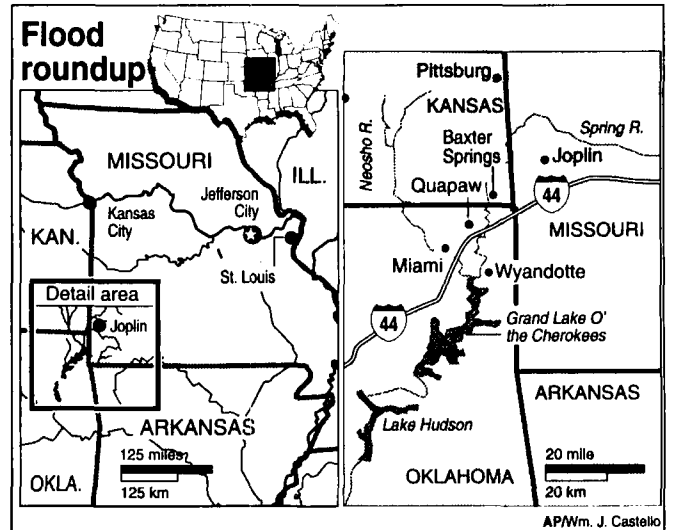 Flood
roundup
MISSOURI
ILL.
Jefferson
City
Kansas
City
KAN.
St. Louis
Detail area
Joplin
ARKANSAS
125 miles
125 km
OKLA.
Pittsburg
KANSAS
Neosho R.
Spring R.
Baxter
Springs
Joplin
Quapaw
44
MISSOURI
Miami
Wyandotte
44
Grand Lake O'
the Cherokees
ARKANSAS
Lake Hudson
20 mile
OKLAHOMA
20 km
AP/Wm. J. Castello